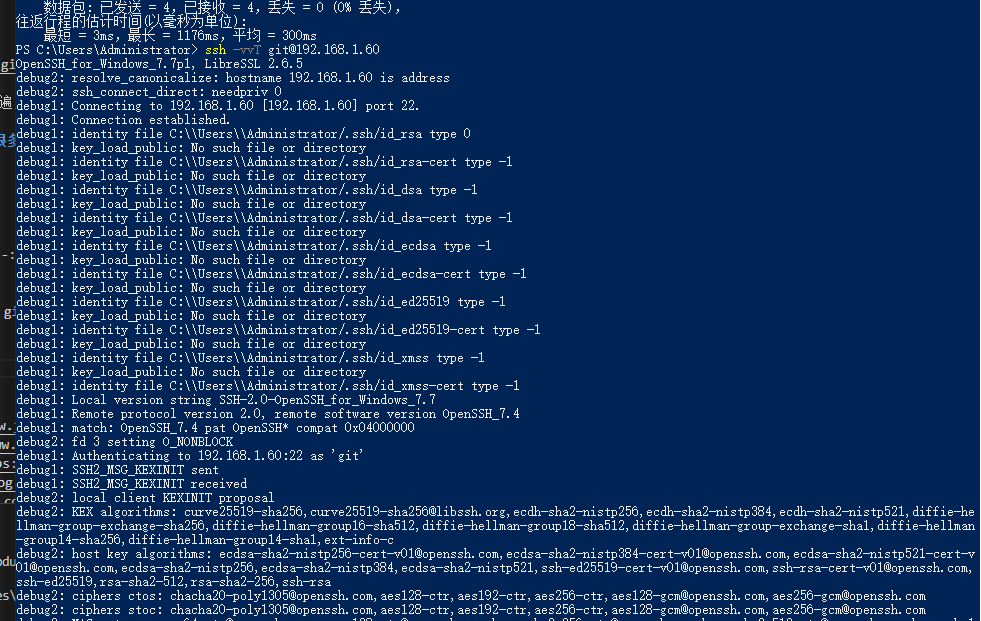 数据包: 已发送 = 4，已接收 = 4，丢失 = 0 (0% 丢失)，
往返行程的估计时间(以毫秒为单位):
最短 = 3ms，最长 = 1176ms，平均 = 300ms
PS C:\Users\Administrator> ssh -vvT git@192.168.1.60
OpenSSH_for_Windows_7.7p1, LibreSSL 2.6.5
debug2: resolve_canonicalize: hostname 192.168.1.60 is address
debug2: ssh_connect_direct: needpriv 0
debug1: Connecting to 192.168.1.60 [192.168.1.60] port 22.
debug1: Connection established.
debug1: identity file C:\\Users\\Administrator/.ssh/id_rsa type 0
debug1: key_load_public: No such file or directory
debug1: identity file C:\\Users\\Administrator/.ssh/id_rsa-cert type -1
debug1: key_load_public: No such file or directory
debug1: identity file C:\\Users\\Administrator/.ssh/id_dsa type -1
debug1: key_load_public: No such file or directory
debug1: identity file C:\\Users\\Administrator/.ssh/id_dsa-cert type -1
debug1: key_load_public: No such file or directory
debug1: identity file C:\\Users\\Administrator/.ssh/id_ecdsa type -1
debug1: key_load_public: No such file or directory
debug1: identity file C:\\Users\\Administrator/.ssh/id_ecdsa-cert type -1
debug1: key_load_public: No such file or directory
debug1: identity file C:\\Users\\Administrator/.ssh/id_ed25519 type -1
debug1: key_load_public: No such file or directory
debug1: identity file C:\\Users\\Administrator/.ssh/id_ed25519-cert type -1
debug1: key_load_public: No such file or directory
debug1: identity file C:\\Users\\Administrator/.ssh/id_xmss type -1
debug1: key_load_public: No such file or directory
debug1: identity file C:\\Users\\Administrator/.ssh/id_xmss-cert type -1
debug1: Local version string SSH-2.0-OpenSSH_for_Windows_7.7
debug1: Remote protocol version 2.0, remote software version OpenSSH_7.4
debug1: match: OpenSSH_7.4 pat OpenSSH* compat 0x04000000
debug2: fd 3 setting O_NONBLOCK
debug1: Authenticating to 192.168.1.60:22 as 'git'
debug1: SSH2_MSG_KEXINIT sent
debug1: SSH2_MSG_KEXINIT received
debug2: local client KEXINIT proposal
debug2: KEX algorithms: curve25519-sha256,curve25519-sha256@libssh.org,ecdh-sha2-nistp256,ecdh-sha2-nistp384,ecdh-sha2-nistp521,diffie-he
llman-group-exchange-sha256,diffie-hellman-group16-sha512,diffie-hellman-group18-sha512,diffie-hellman-group-exchange-sha1,diffie-hellman
-group14-sha256,diffie-hellman-group14-sha1,ext-info-c
debug2: host key algorithms: ecdsa-sha2-nistp256-cert-v01@openssh.com,ecdsa-sha2-nistp384-cert-v01@openssh.com,ecdsa-sha2-nistp521-cert-v
01@openssh.com,ecdsa-sha2-nistp256,ecdsa-sha2-nistp384,ecdsa-sha2-nistp521,ssh-ed25519-cert-v01@openssh.com,ssh-rsa-cert-v01@openssh.com,
ssh-ed25519,rsa-sha2-512,rsa-sha2-256,ssh-rsa
debug2: ciphers ctos: chacha20-poly1305@openssh.com,aes128-ctr,aes192-ctr,aes256-ctr,aes128-gcm@openssh.com,aes256-gcm@openssh.com
debug2: ciphers stoc: chacha20-poly1305@openssh.com,aes128-ctr,aes192-ctr,aes256-ctr,aes128-gcm@openssh.com,aes256-gcm@openssh.com